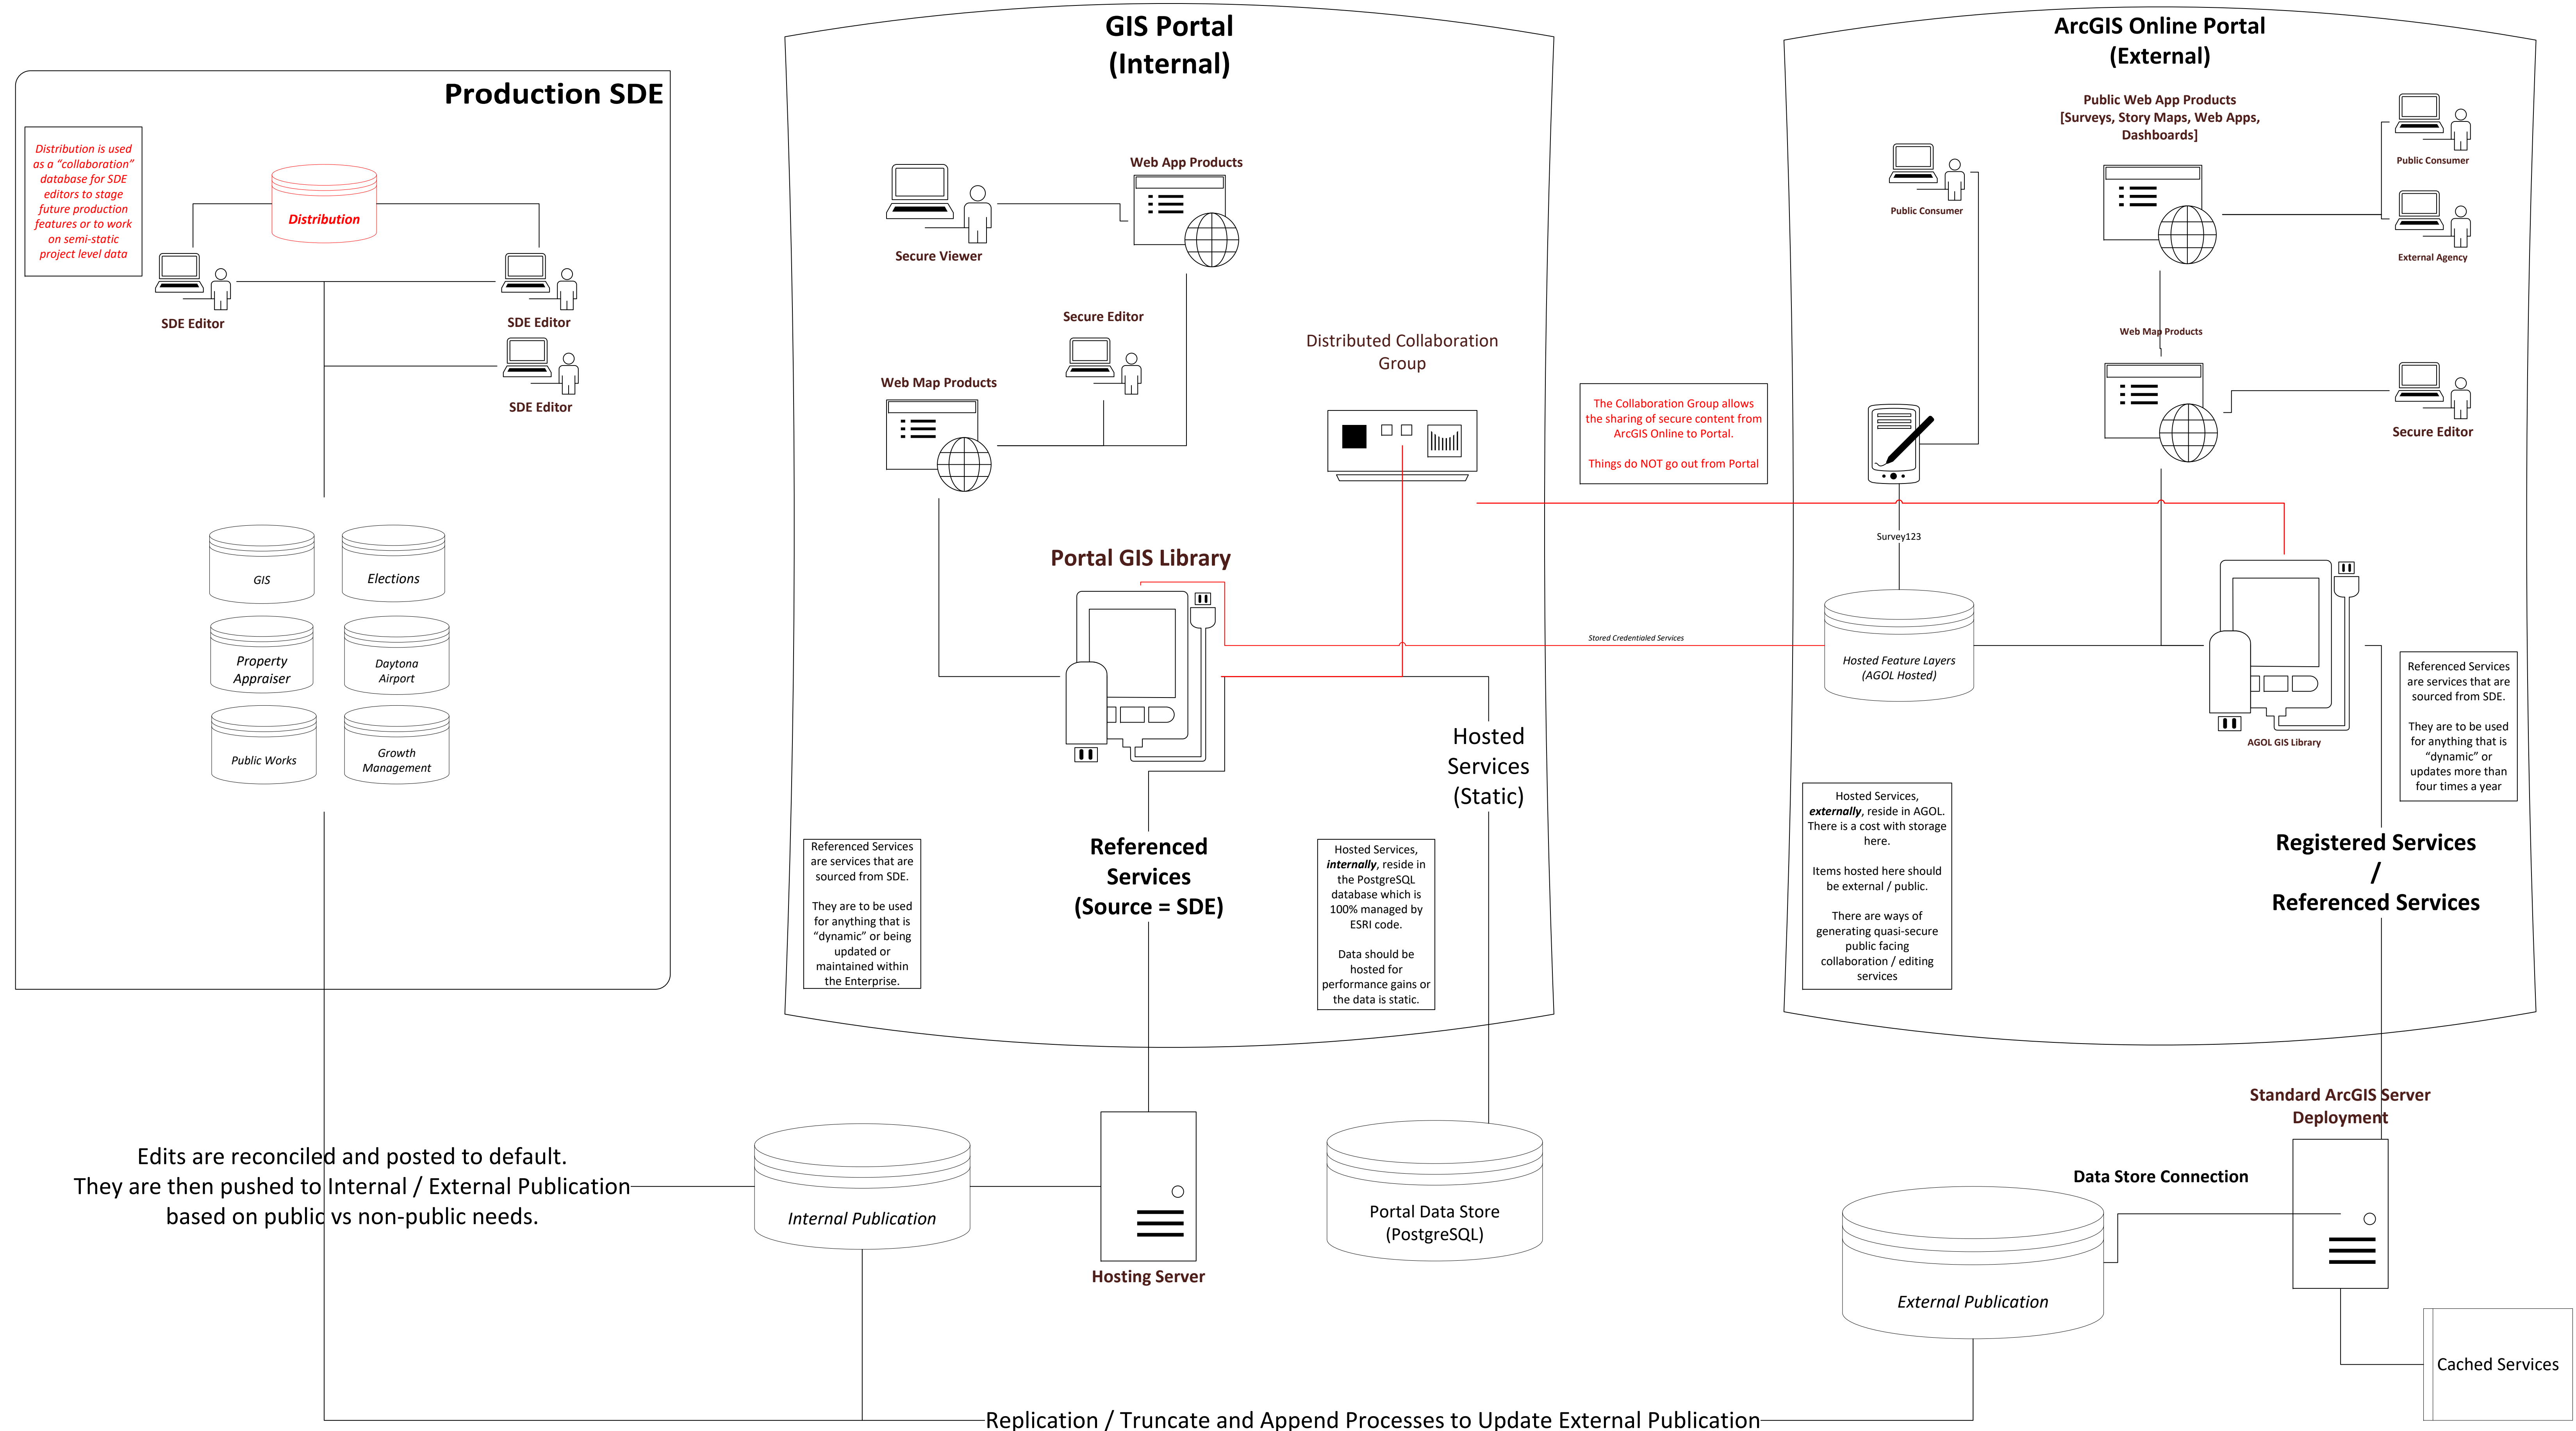 Production SDE
Distribution is used
as a “collaboration”
database for SDE
editors to stage
future production
features or to work
on semi-static
project level data
Distribution
SDE Editor
SDE Editor
SDE Editor
GIS
Elections
Property
Appraiser
Daytona
Airport
Public Works
Growth
Management
Edits are reconciled and posted to default.
They are then pushed to Internal / External Publication
based on public vs non-public needs.
GIS Portal
(Internal)
Web App Products
Secure Viewer
Secure Editor
Web Map Products
Distributed Collaboration
Group
Portal GIS Library
Hosted
Services
(Static)
Referenced Services
are services that are
sourced from SDE.
They are to be used
for anything that is
“dynamic” or being
updated or
maintained within
the Enterprise.
Referenced
Services
(Source = SDE)
Hosted Services,
internally, reside in
the PostgreSQL
database which is
100% managed by
ESRI code.
Data should be
hosted for
performance gains or
the data is static.
Internal Publication
Hosting Server
Portal Data Store
(PostgreSQL)
The Collaboration Group allows
the sharing of secure content from
ArcGIS Online to Portal.
Things do NOT go out from Portal
Stored Credentialed Services
ArcGIS Online Portal
(External)
Public Web App Products
[Surveys, Story Maps, Web Apps,
Dashboards]
Public Consumer
Public Consumer
External Agency
Web Map Products
Secure Editor
Survey123
Hosted Feature Layers
(AGOL Hosted)
AGOL GIS Library
Referenced Services
are services that are
sourced from SDE.
They are to be used
for anything that is
“dynamic” or
updates more than
four times a year
Hosted Services,
externally, reside in AGOL.
There is a cost with storage
here.
Items hosted here should
be external / public.
There are ways of
generating quasi-secure
public facing
collaboration / editing
services
Registered Services
/
Referenced Services
Standard ArcGIS Server
Deployment
Data Store Connection
External Publication
Cached Services
Replication / Truncate and Append Processes to Update External Publication